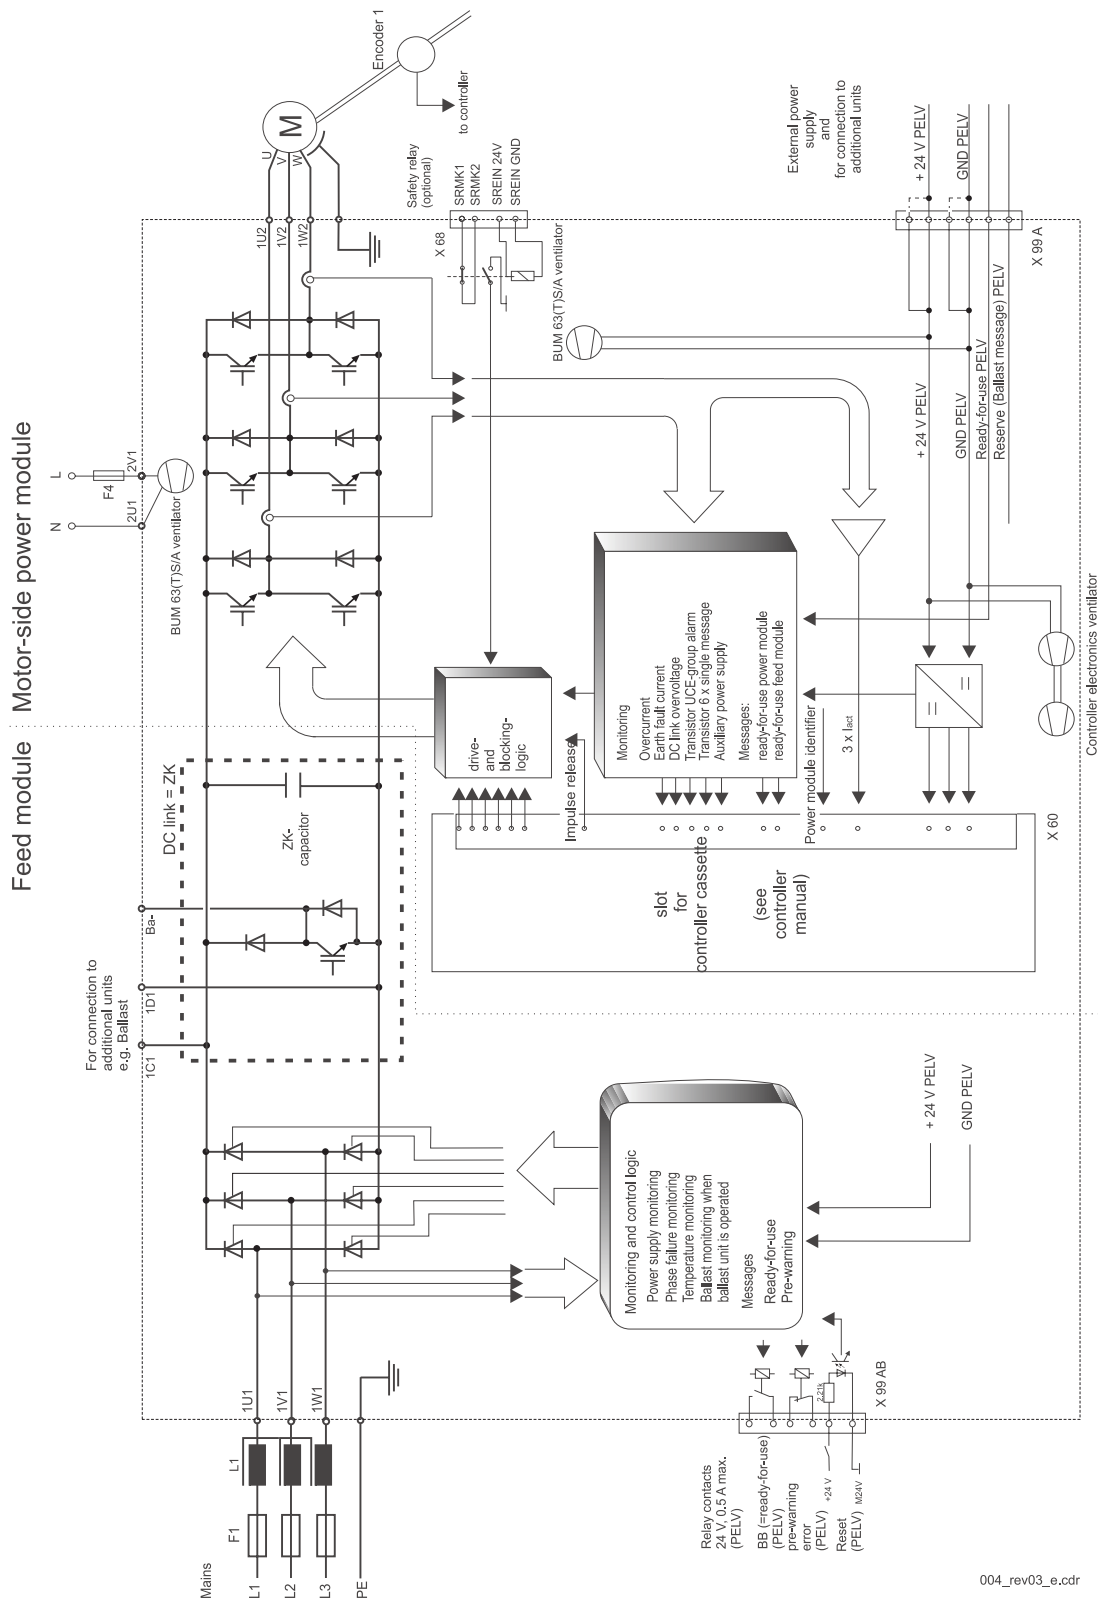 Feed module
Motor-side power module
Encoder 1
to controller
M
U
V
W
1U2
1V2
1W2
Safety relay
(optional)
SRMK1
SRMK2
SREIN 24V
SREIN GND
X 68
BUM 63(T)S/A ventilator
External power
supply
and
for connection to
additional units
+ 24 V PELV
GND PELV
X 99 A
+ 24 V PELV
GND PELV
Ready-for-use PELV
Reserve (Ballast message) PELV
L
N
F4
2V1
2U1
BUM 63(T)S/A ventilator
DC link = ZK
ZK-
capacitor
Ba-
1D1
1C1
For connection to
additional units
e.g. Ballast
drive-
and
blocking-
logic
Impulse release
Monitoring
Overcurrent
Earth fault current
DC link overvoltage
Transistor UCE-group alarm
Transistor 6 x single message
Auxiliary power supply
Messages:
ready-for-use power module
ready-for-use feed module
Power module identifier
3 x Iact
=
=
Controller electronics ventilator
X 60
slot
for
controller cassette
(see
controller
manual)
Monitoring and control logic
Power supply monitoring
Phase failure monitoring
Temperature monitoring
Ballast monitoring when
ballast unit is operated
Messages
Ready-for-use
Pre-warning
+ 24 V PELV
GND PELV
Mains
L1
L2
L3
PE
F1
L1
1U1
1V1
1W1
X 99 AB
2.21k
Relay contacts
24 V, 0.5 A max.
(PELV)
BB (=ready-for-use)
(PELV)
pre-warning
error
(PELV)
+24 V
Reset
(PELV)
M24V
004_rev03_e.cdr